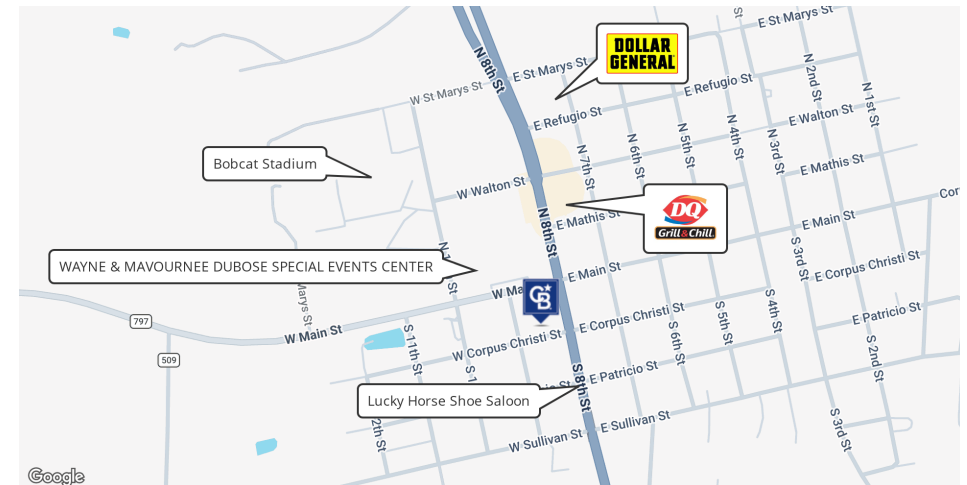 St
E St Marys St
N 8th St
DOLLAR
GENERAL
E St Marys St
N 2nd St
W St Marys St
E Refugio St
N 1st St
E Refugio St
E Walton St
N 4th St
N 5th St
N 6th St
N 3rd St
Bobcat Stadium
N 7th St
E Mathis St
W Walton St
DQ
Grill & Chill
N 8th St
E Mathis St
E Main St
WAYNE & MAVOURNEE DUBOSE SPECIAL EVENTS CENTER
S 3rd St
E Corpus Christi St
E Main St
CB
797
W Main St
509
S 11th St
E Corpus Christi St
S 4th St
S 5th St
S 6th St
E Patricio St
W Corpus Christi St
S 2nd St
E Patricio St
S 8th St
Lucky Horse Shoe Saloon
E Sullivan St
W Sullivan St
S 3rd St
Google